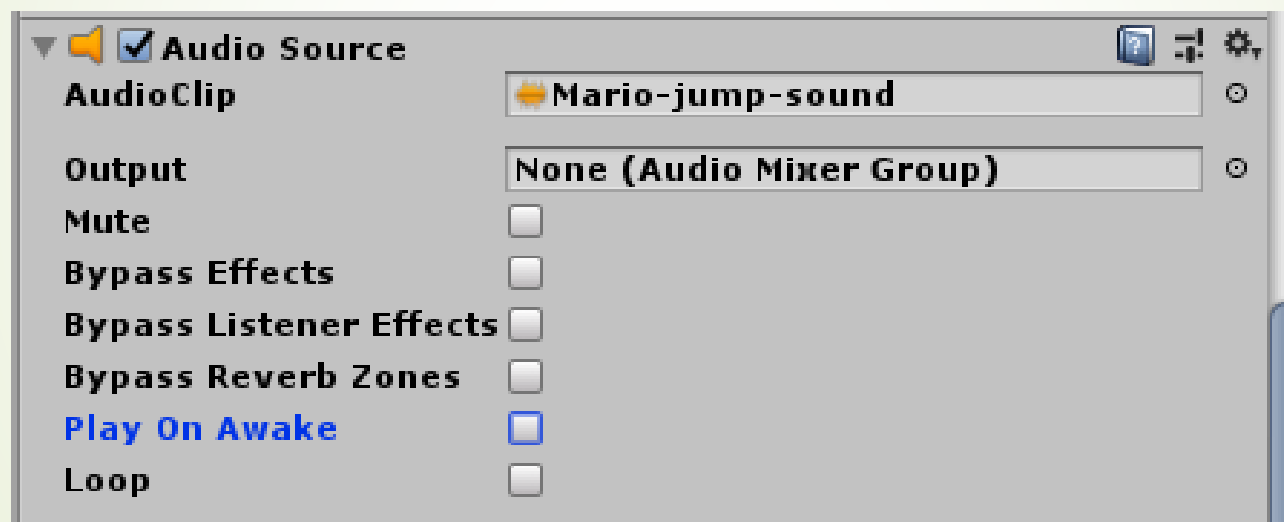 Audio Source
AudioClip Mario-jump-sound
Output None (Audio Mixer Group)
Mute
Bypass Effects
Bypass Listener Effects
Bypass Reverb Zones
Play On Awake
Loop